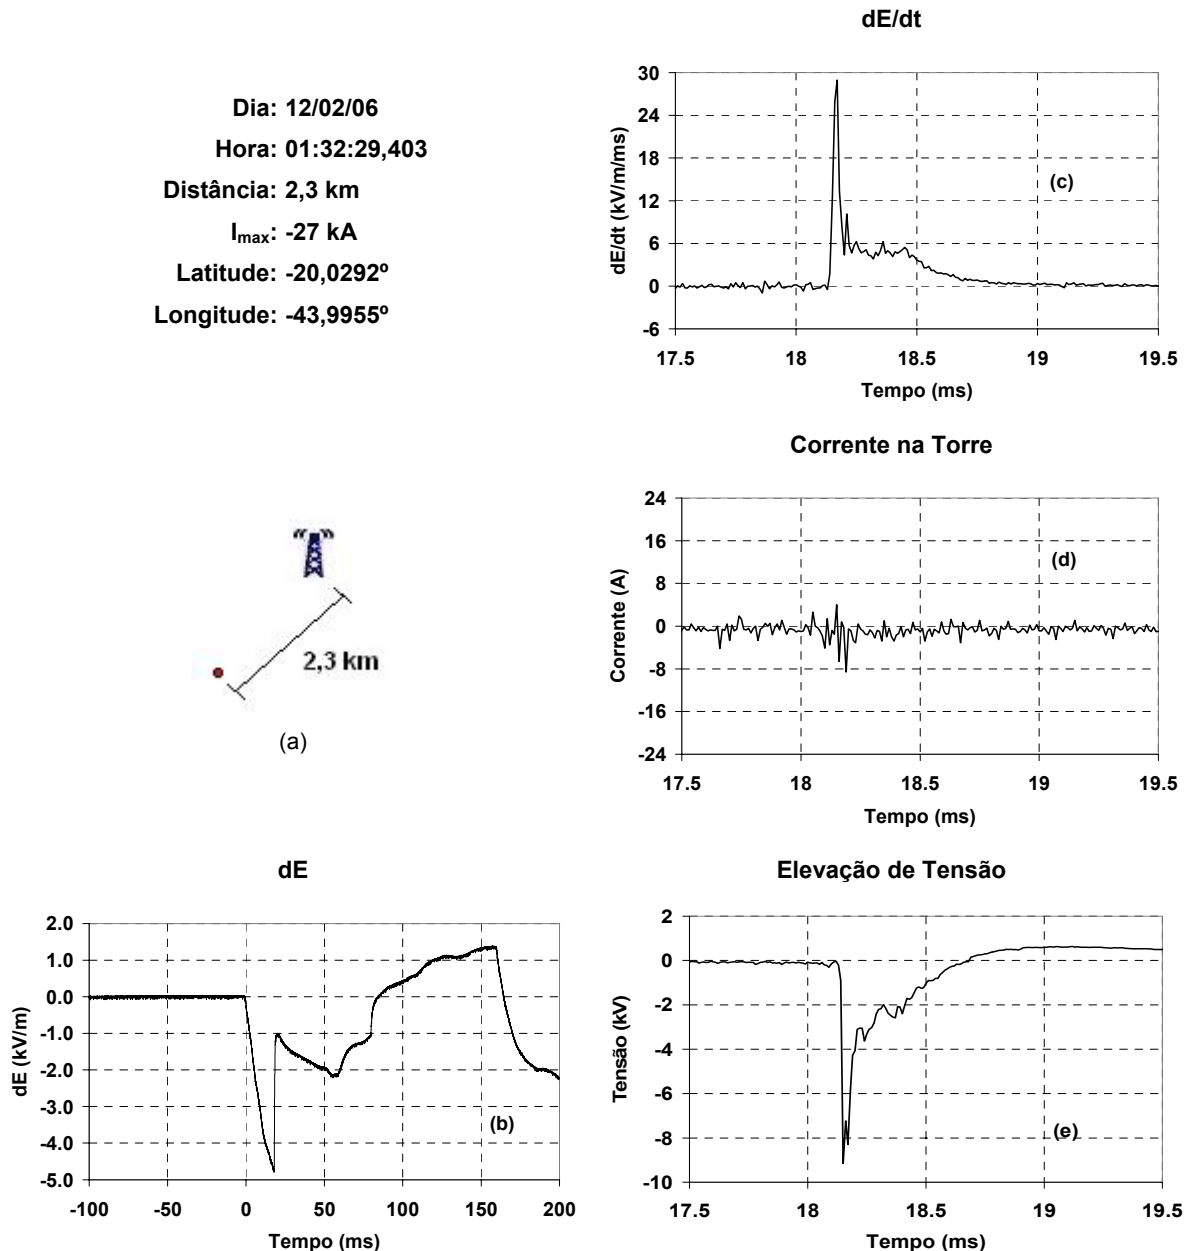 Dia: 12/02/06
Hora: 01:32:29,403
Distância: 2,3 km
Imax: -27 kA
Latitude: -20,0292º
Longitude: -43,9955º
dE/dt
dE/dt (kV/m/ms)
30
24
18
12
6
0
-6
(c)
17.5 18 18.5 19 19.5
Tempo (ms)
2,3 km
(a)
Corrente na Torre
Corrente (A)
24
16
8
0
-8
-16
-24
(d)
17.5 18 18.5 19 19.5
Tempo (ms)
dE
dE (kV/m)
2.0
1.0
0.0
-1.0
-2.0
-3.0
-4.0
-5.0
(b)
-100 -50 0 50 100 150 200
Tempo (ms)
Elevação de Tensão
Tensão (kV)
2
0
-2
-4
-6
-8
-10
(e)
17.5 18 18.5 19 19.5
Tempo (ms)